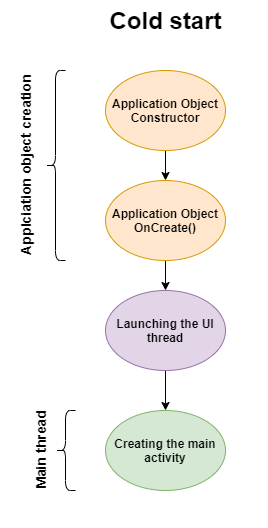 Cold start
Applciation object creation
Application Object
Constructor
Application Object
OnCreate()
Launching the UI
thread
Main thread
Creating the main
activity